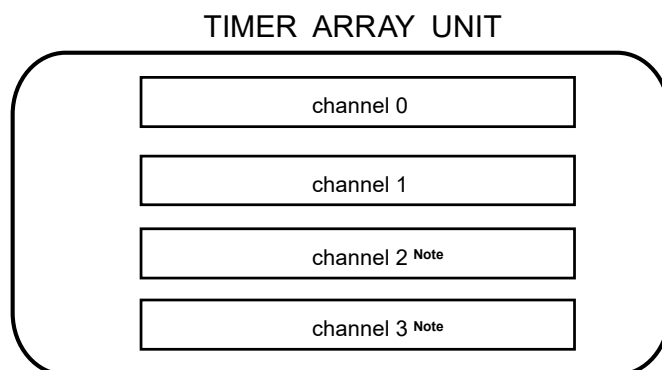 TIMER ARRAY UNIT
channel 0
channel 1
channel 2 Note
channel 3 Note